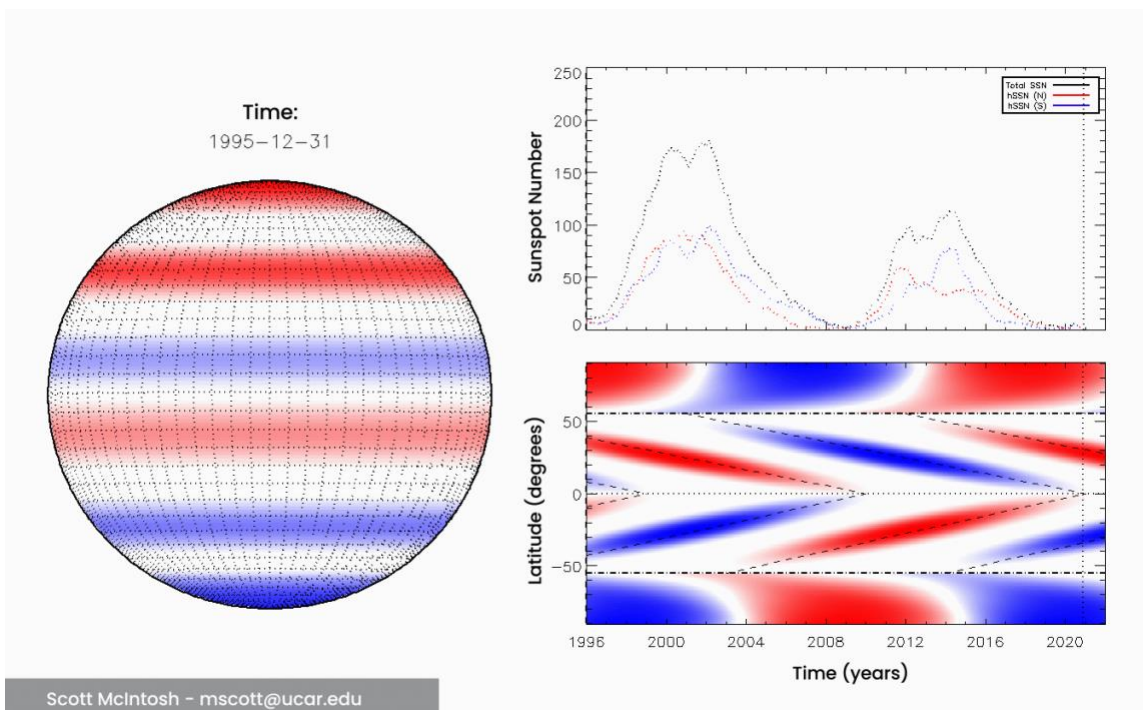 Time:
1995-12-31
Sunspot Number
250
200
150
100
50
0
Total SSN
hSSN (N)
hSSN (S)
Latitude (degrees)
50
0
-50
1996 2000 2004 2008 2012 2016 2020
Time (years)
Scott McIntosh - mscott@ucar.edu